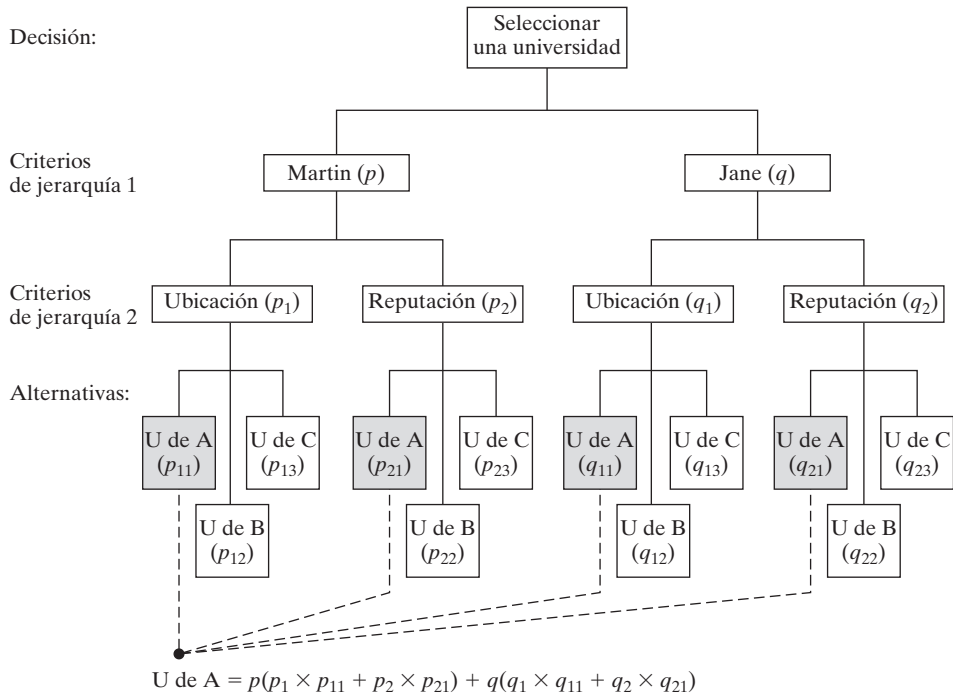 Decisión:
Seleccionar
una universidad
Criterios
de jerarquía 1
Martin (p)
Jane (q)
Criterios
de jerarquía 2
Ubicación (p₁)
Reputación (p₂)
Ubicación (q₁)
Reputación (q₂)
Alternativas:
U de A
(p₁₁)
U de C
(p₁₃)
U de A
(p₂₁)
U de C
(p₂₃)
U de A
(q₁₁)
U de C
(q₁₃)
U de A
(q₂₁)
U de C
(q₂₃)
U de B
(p₁₂)
U de B
(p₂₂)
U de B
(q₁₂)
U de B
(q₂₂)
U de A = p(p₁ × p₁₁ + p₂ × p₂₁) + q(q₁ × q₁₁ + q₂ × q₂₁)